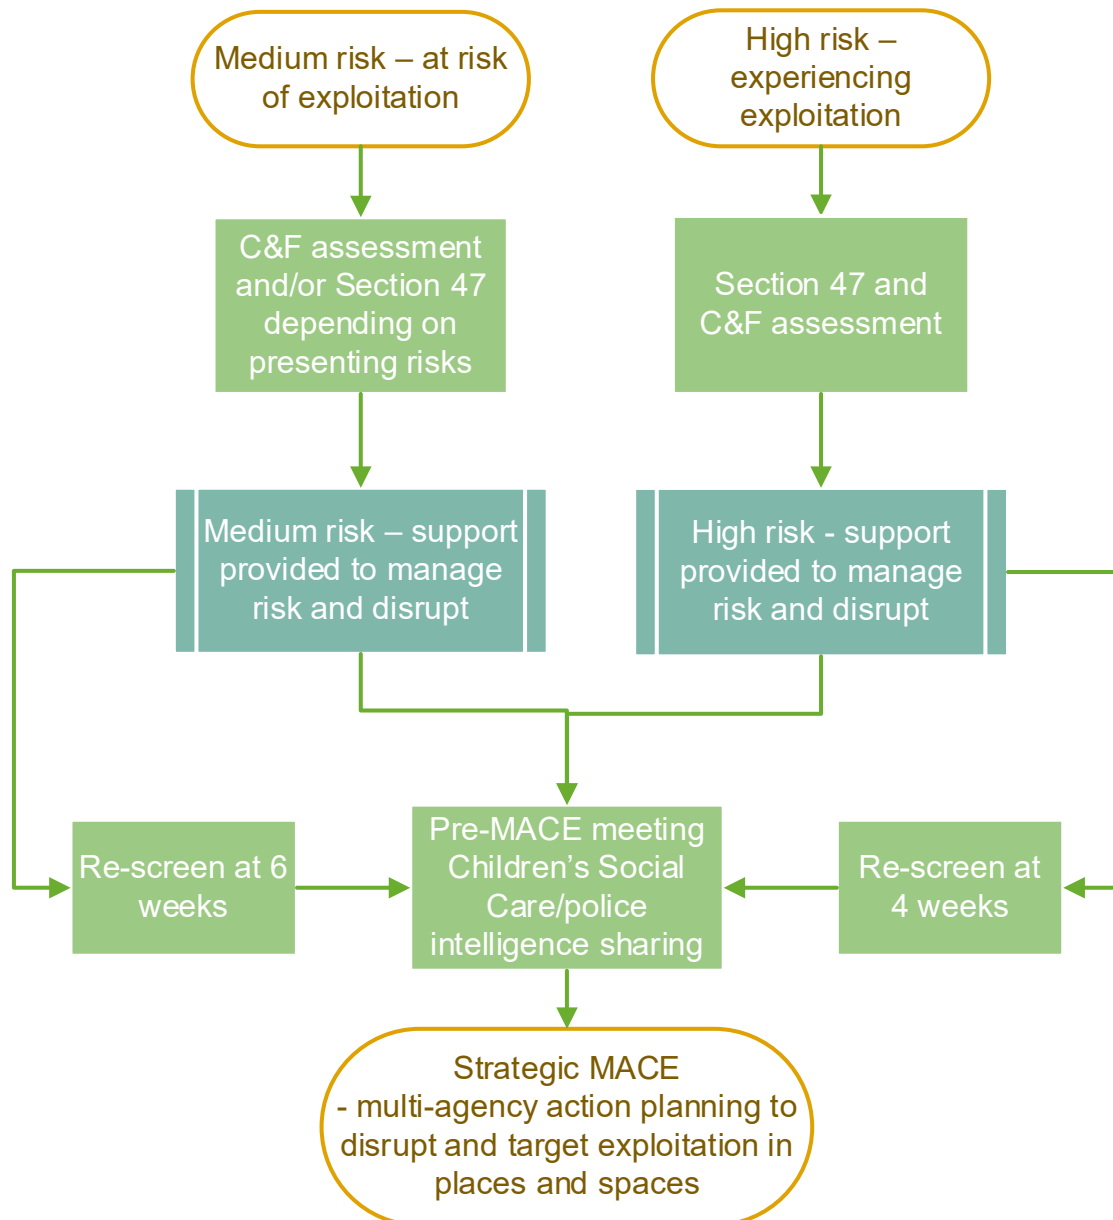 Medium risk – at risk
of exploitation
High risk –
experiencing
exploitation
C&F assessment
and/or Section 47
depending on
presenting risks
Section 47 and
C&F assessment
Medium risk – support
provided to manage
risk and disrupt
High risk - support
provided to manage
risk and disrupt
Re-screen at 6
weeks
Pre-MACE meeting
Children’s Social
Care/police
intelligence sharing
Re-screen at
4 weeks
Strategic MACE
- multi-agency action planning to
disrupt and target exploitation in
places and spaces